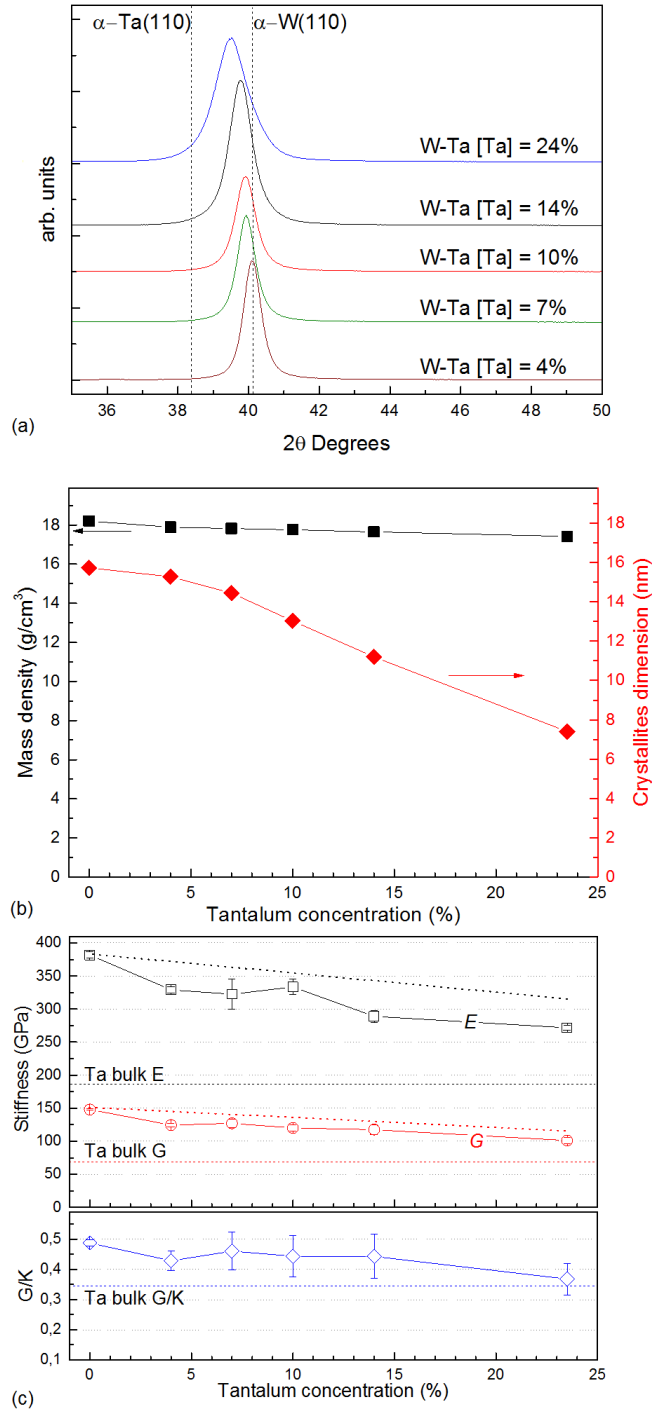 α–Ta(110)
α–W(110)
arb. units
W-Ta [Ta] = 24%
W-Ta [Ta] = 14%
W-Ta [Ta] = 10%
W-Ta [Ta] = 7%
W-Ta [Ta] = 4%
36 38 40 42 44 46 48 50
2θ Degrees
(a)
Mass density (g/cm³)
18
16
14
12
10
8
6
4
2
0
18
16
14
12
10
8
6
4
2
0
Crystallites dimension (nm)
0 5 10 15 20 25
Tantalum concentration (%)
(b)
Stiffness (GPa)
400
350
300
250
200
150
100
50
0
E
Ta bulk E
G
Ta bulk G
G/K
0,5
0,4
0,3
0,2
0,1
Ta bulk G/K
0 5 10 15 20 25
Tantalum concentration (%)
(c)